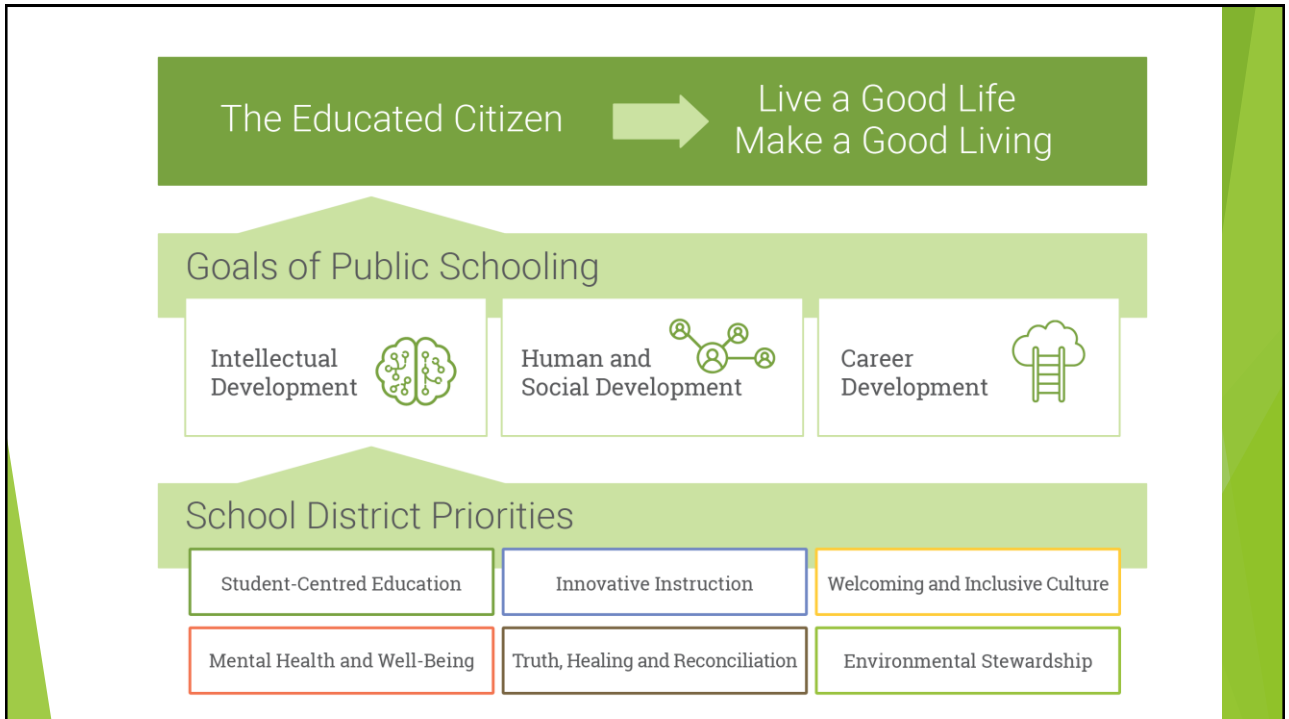 The Educated Citizen
Live a Good Life
Make a Good Living
Goals of Public Schooling
Intellectual
Development
Human and
Social Development
Career
Development
School District Priorities
Student-Centred Education
Innovative Instruction
Welcoming and Inclusive Culture
Mental Health and Well-Being
Truth, Healing and Reconciliation
Environmental Stewardship